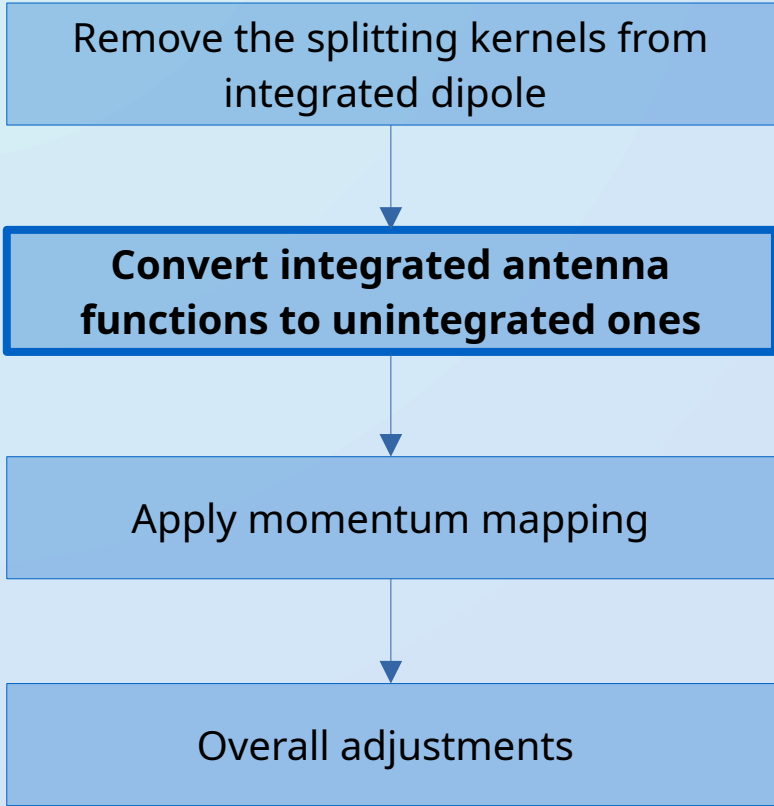 Remove the splitting kernels from
integrated dipole
Convert integrated antenna
functions to unintegrated ones
Apply momentum mapping
Overall adjustments